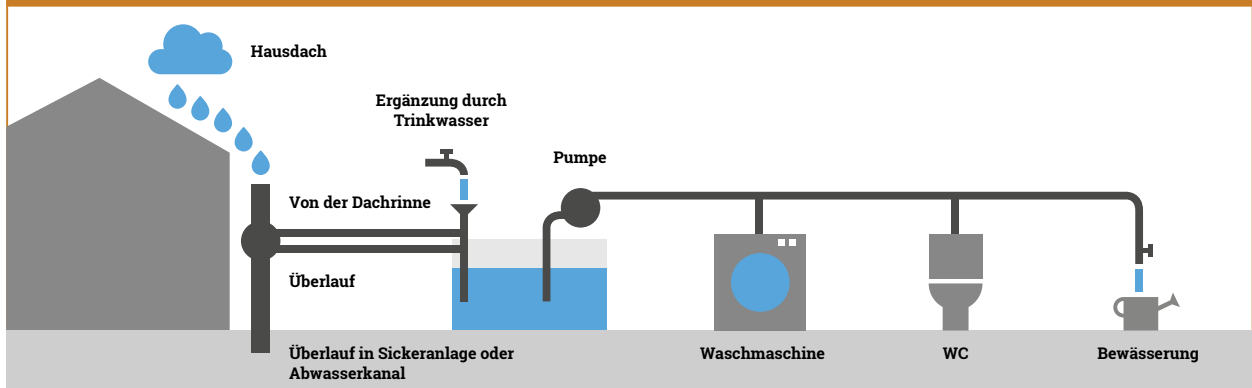 Hausdach
Ergänzung durch
Trinkwasser
Pumpe
Von der Dachrinne
Überlauf
Überlauf in Sickeranlage oder
Abwasserkanal
Waschmaschine
WC
Bewässerung